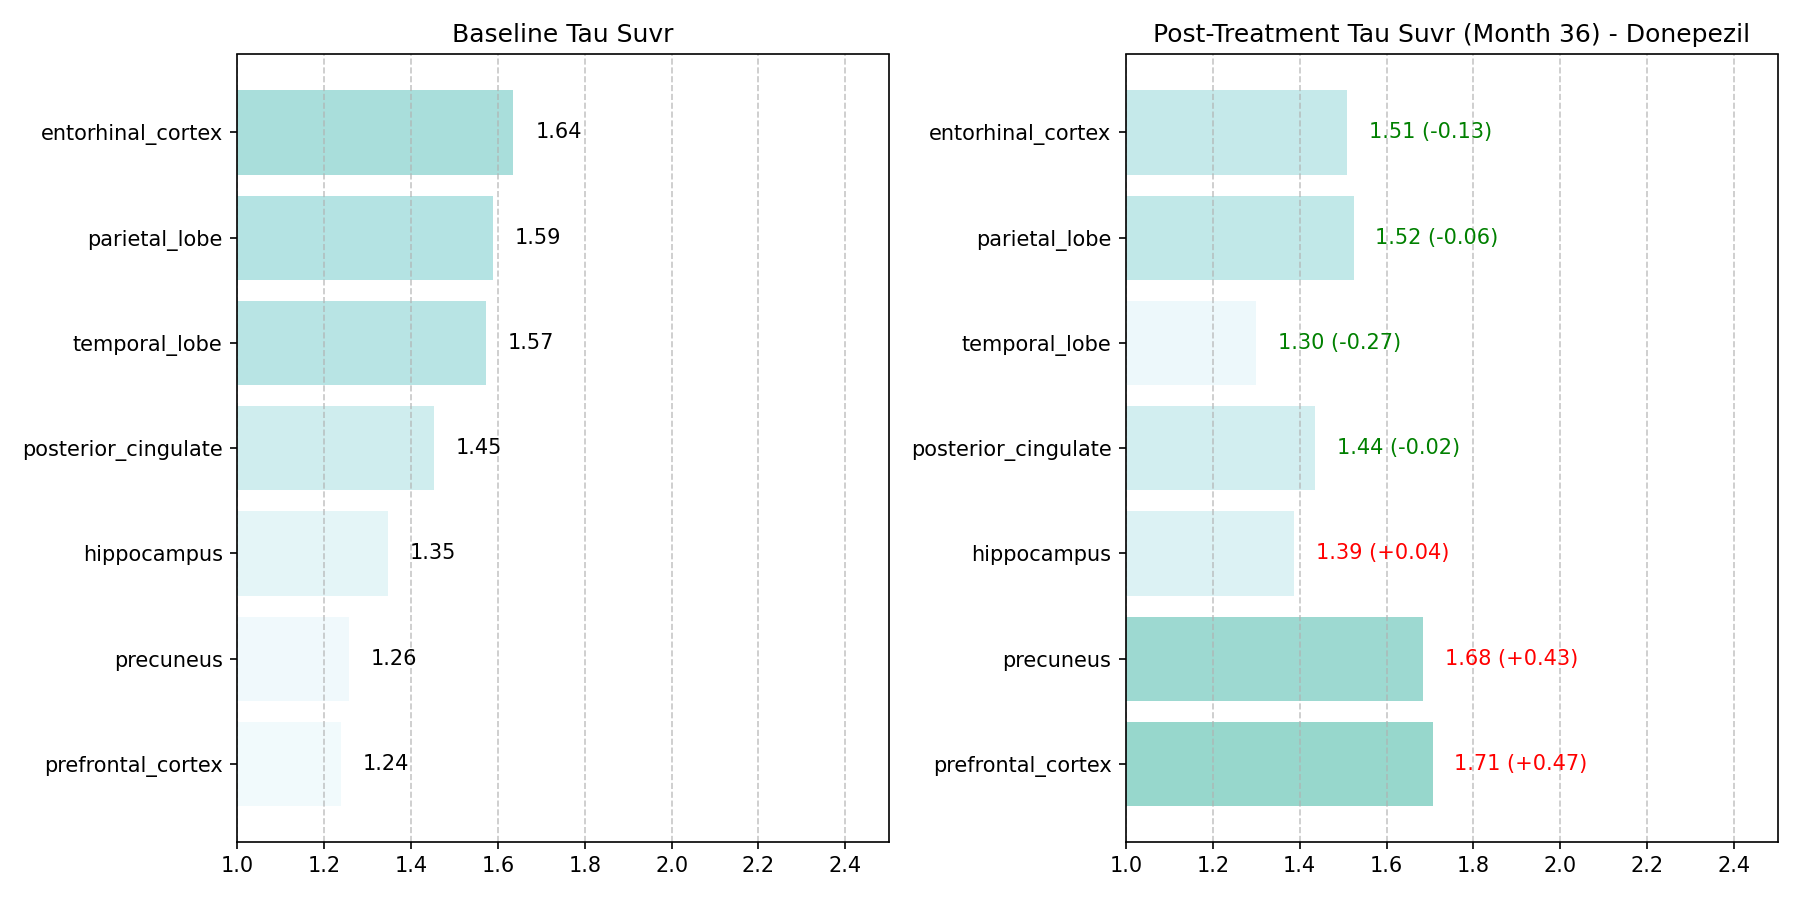 Baseline Tau Suvr
entorhinal_cortex 1.64
parietal_lobe 1.59
temporal_lobe 1.57
posterior_cingulate 1.45
hippocampus 1.35
precuneus 1.26
prefrontal_cortex 1.24
1.0 1.2 1.4 1.6 1.8 2.0 2.2 2.4
Post-Treatment Tau Suvr (Month 36) - Donepezil
entorhinal_cortex 1.51 (-0.13)
parietal_lobe 1.52 (-0.06)
temporal_lobe 1.30 (-0.27)
posterior_cingulate 1.44 (-0.02)
hippocampus 1.39 (+0.04)
precuneus 1.68 (+0.43)
prefrontal_cortex 1.71 (+0.47)
1.0 1.2 1.4 1.6 1.8 2.0 2.2 2.4